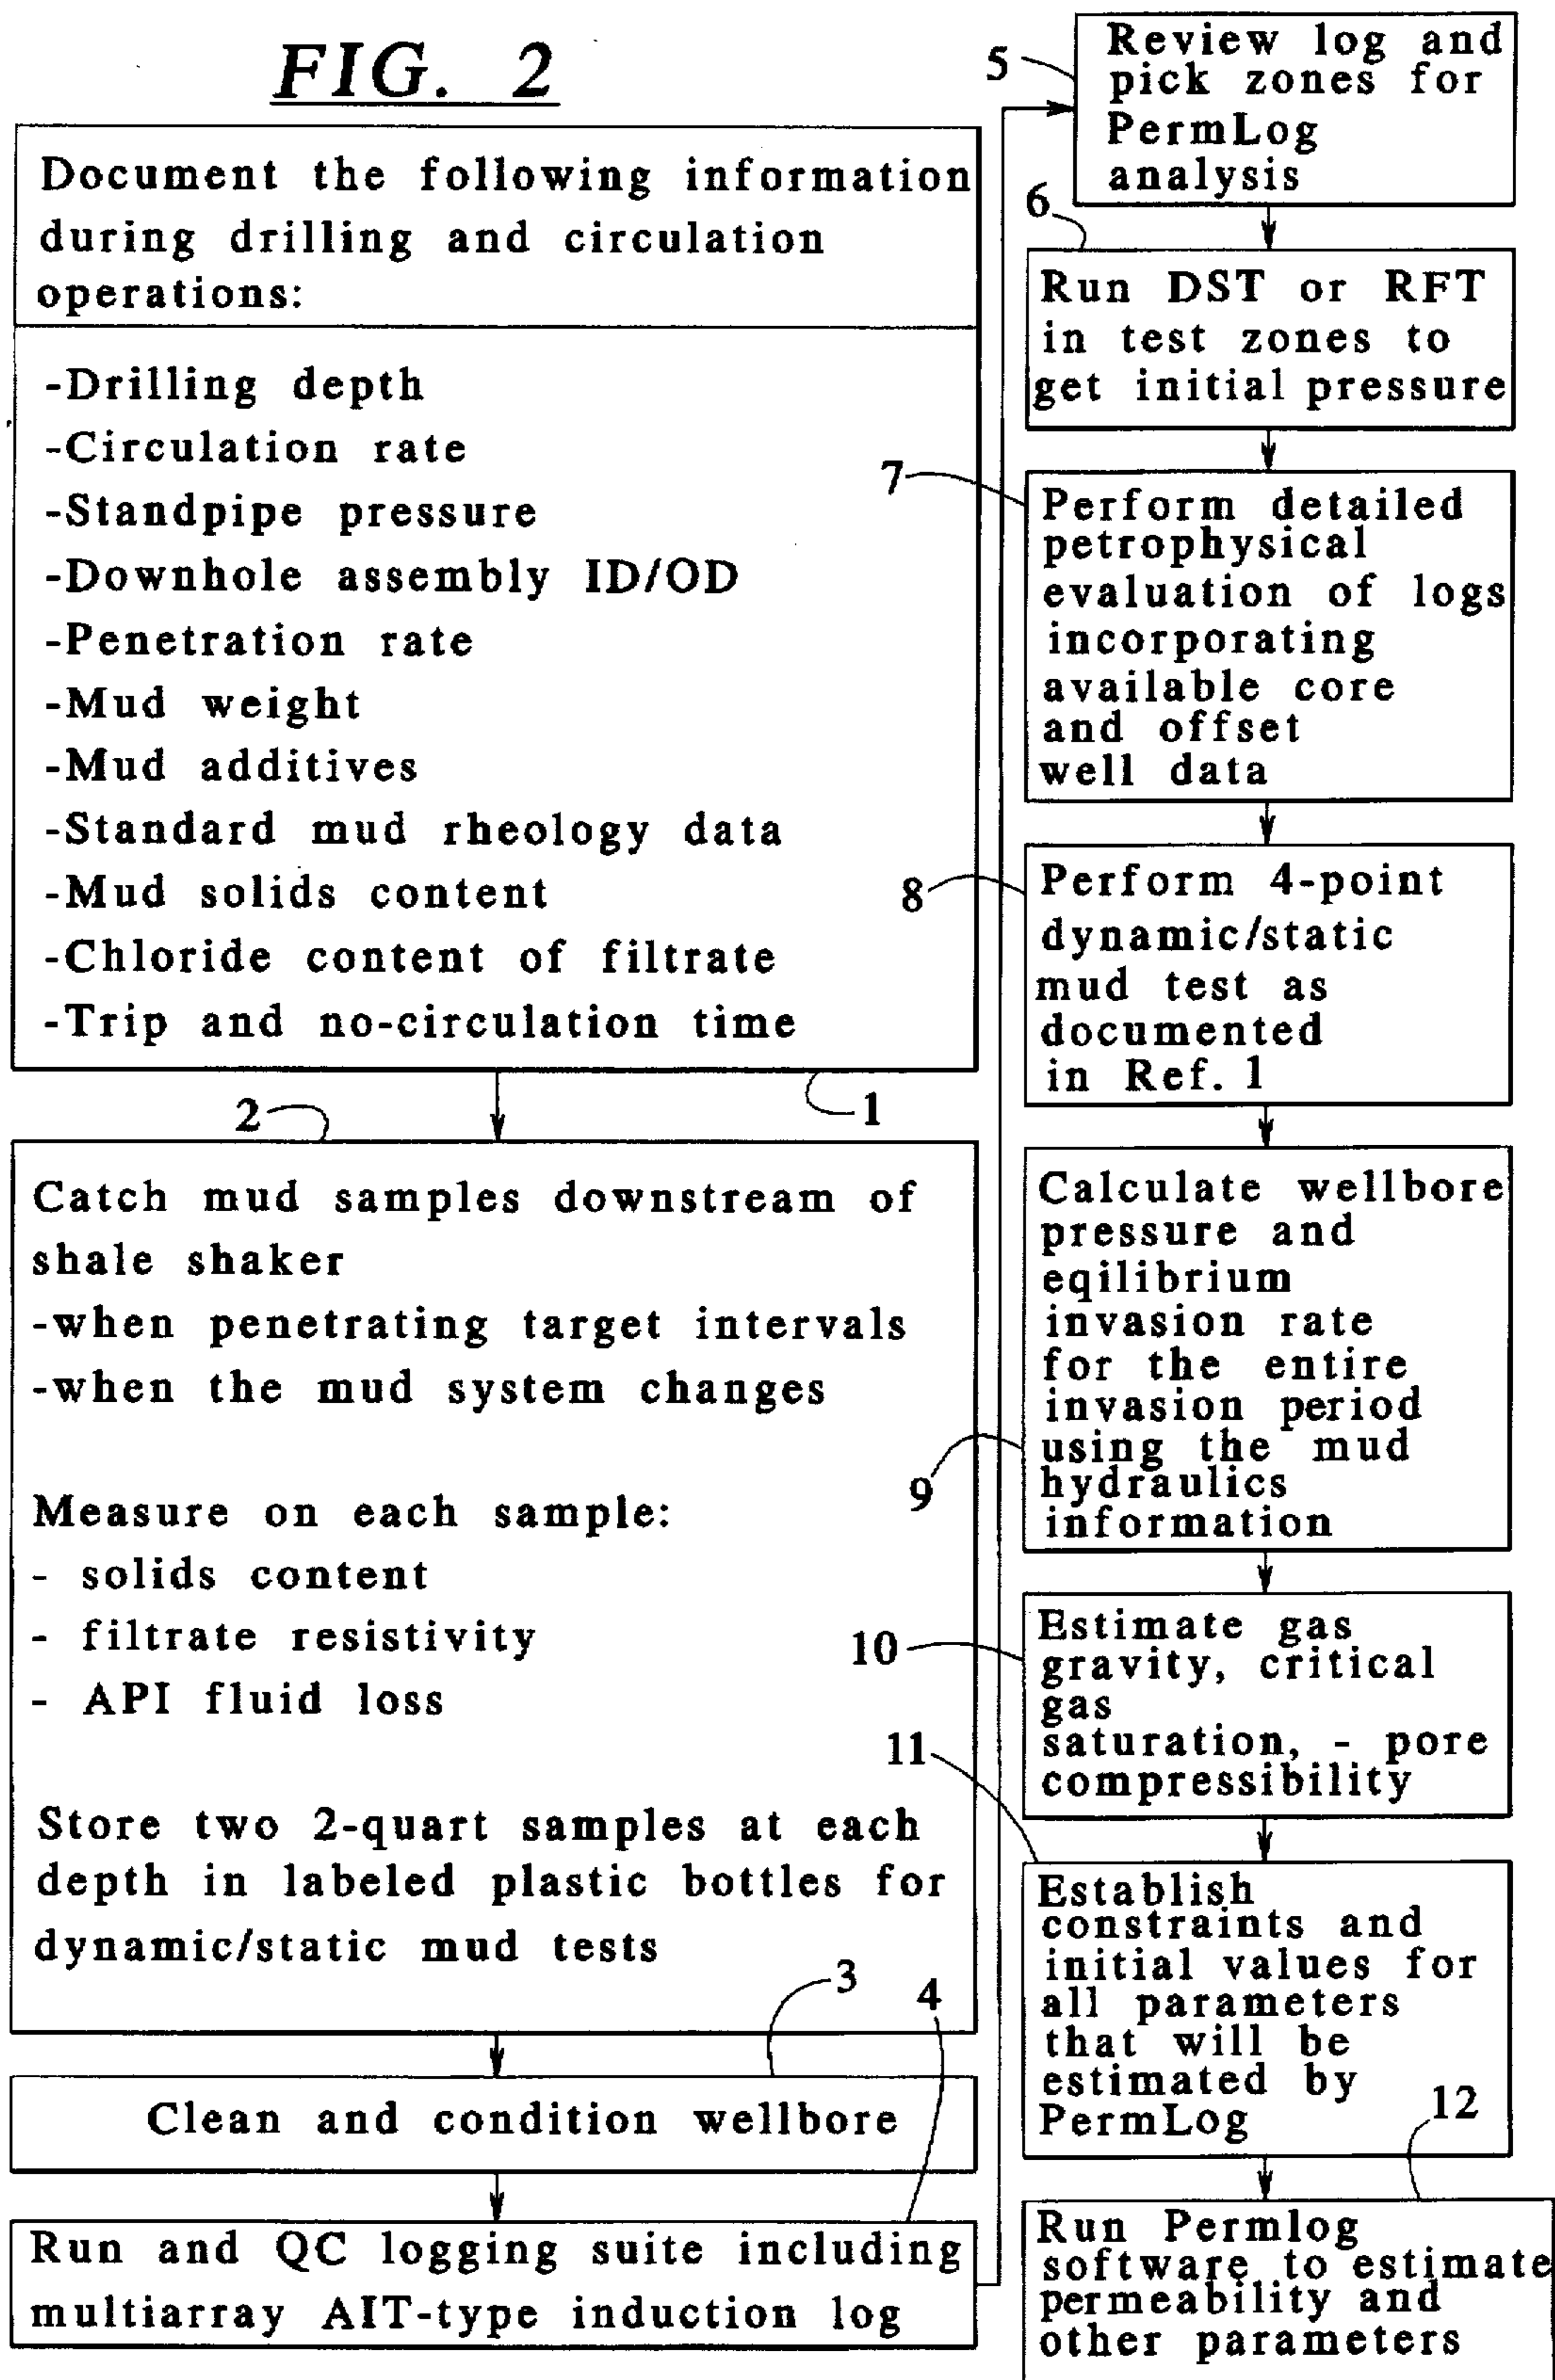 FIG. 2
Document the following information
during drilling and circulation
operations:
-Drilling depth
-Circulation rate
-Standpipe pressure
-Downhole assembly ID/OD
-Penetration rate
-Mud weight
-Mud additives
-Standard mud rheology data
-Mud solids content
-Chloride content of filtrate
-Trip and no-circulation time
1
2
Catch mud samples downstream of
shale shaker
-when penetrating target intervals
-when the mud system changes
Measure on each sample:
- solids content
- filtrate resistivity
- API fluid loss
Store two 2-quart samples at each
depth in labeled plastic bottles for
dynamic/static mud tests
3
Clean and condition wellbore
4
Run and QC logging suite including
multiarray AIT-type induction log
5
Review log and
pick zones for
PermLog
analysis
6
Run DST or RFT
in test zones to
get initial pressure
7
Perform detailed
petrophysical
evaluation of logs
incorporating
available core
and offset
well data
8
Perform 4-point
dynamic/static
mud test as
documented
in Ref. 1
9
Calculate wellbore
pressure and
eqilibrium
invasion rate
for the entire
invasion period
using the mud
hydraulics
information
10
Estimate gas
gravity, critical
gas
saturation, - pore
compressibility
11
Establish
constraints and
initial values for
all parameters
that will be
estimated by
PermLog
12
Run Permlog
software to estimate
permeability and
other parameters